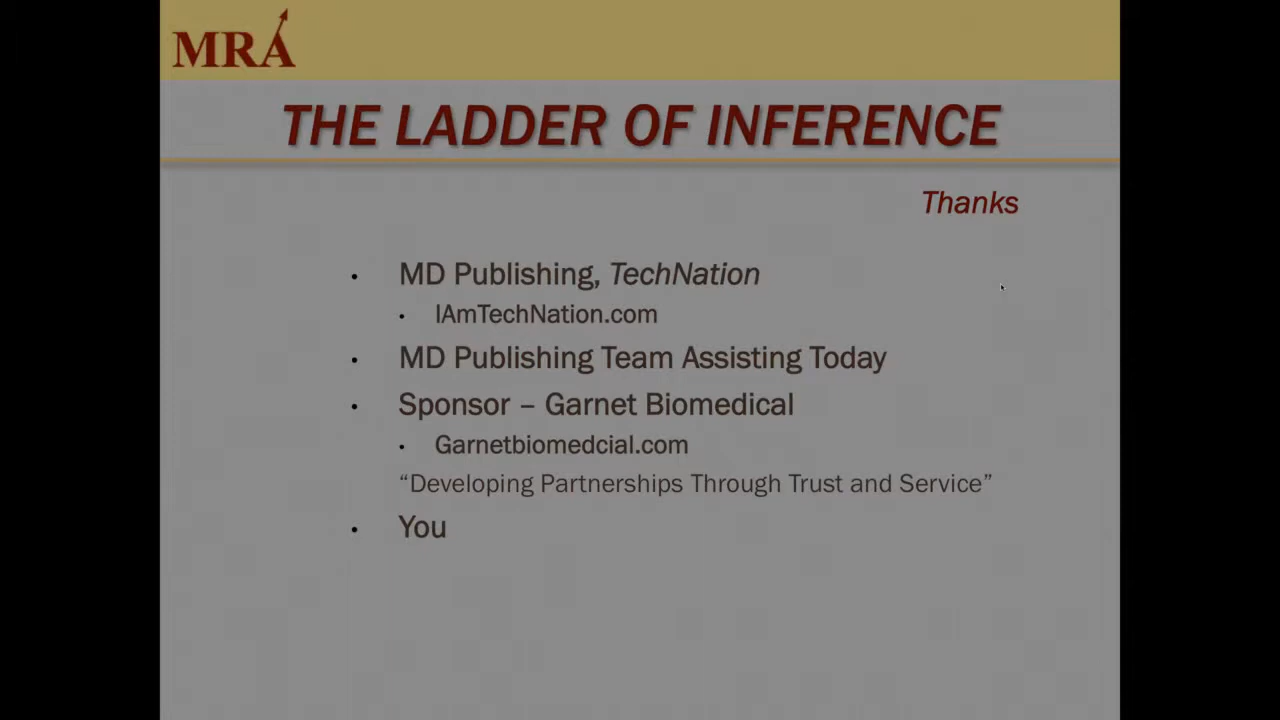 MRA
THE LADDER OF INFERENCE
Thanks
• MD Publishing, TechNation
• IAmTechNation.com
• MD Publishing Team Assisting Today
• Sponsor – Garnet Biomedical
• Garnetbiomedcial.com
“Developing Partnerships Through Trust and Service”
• You